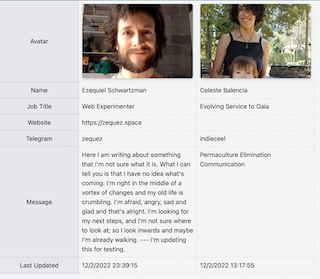 Avatar
Name Ezequiel Schwartzman Celeste Balencia
Job Title Web Experimenter Evolving Service to Gaia
Website https://zequez.space
Telegram zequez indieceel
Message
Here I am writing about something
that I'm not sure what it is. What I can
tell you is that I have no idea what's
coming. I'm right in the middle of a
vortex of changes and my old life is
crumbling. I'm afraid, angry, sad and
glad and that's alright. I'm looking for
my next steps, and I'm not sure where
to look at; so I look inwards and maybe
I'm already walking. --- I'm updating
this for testing.
Permaculture Elimination
Communication
Last Updated 12/2/2022 23:39:15 12/2/2022 13:17:55